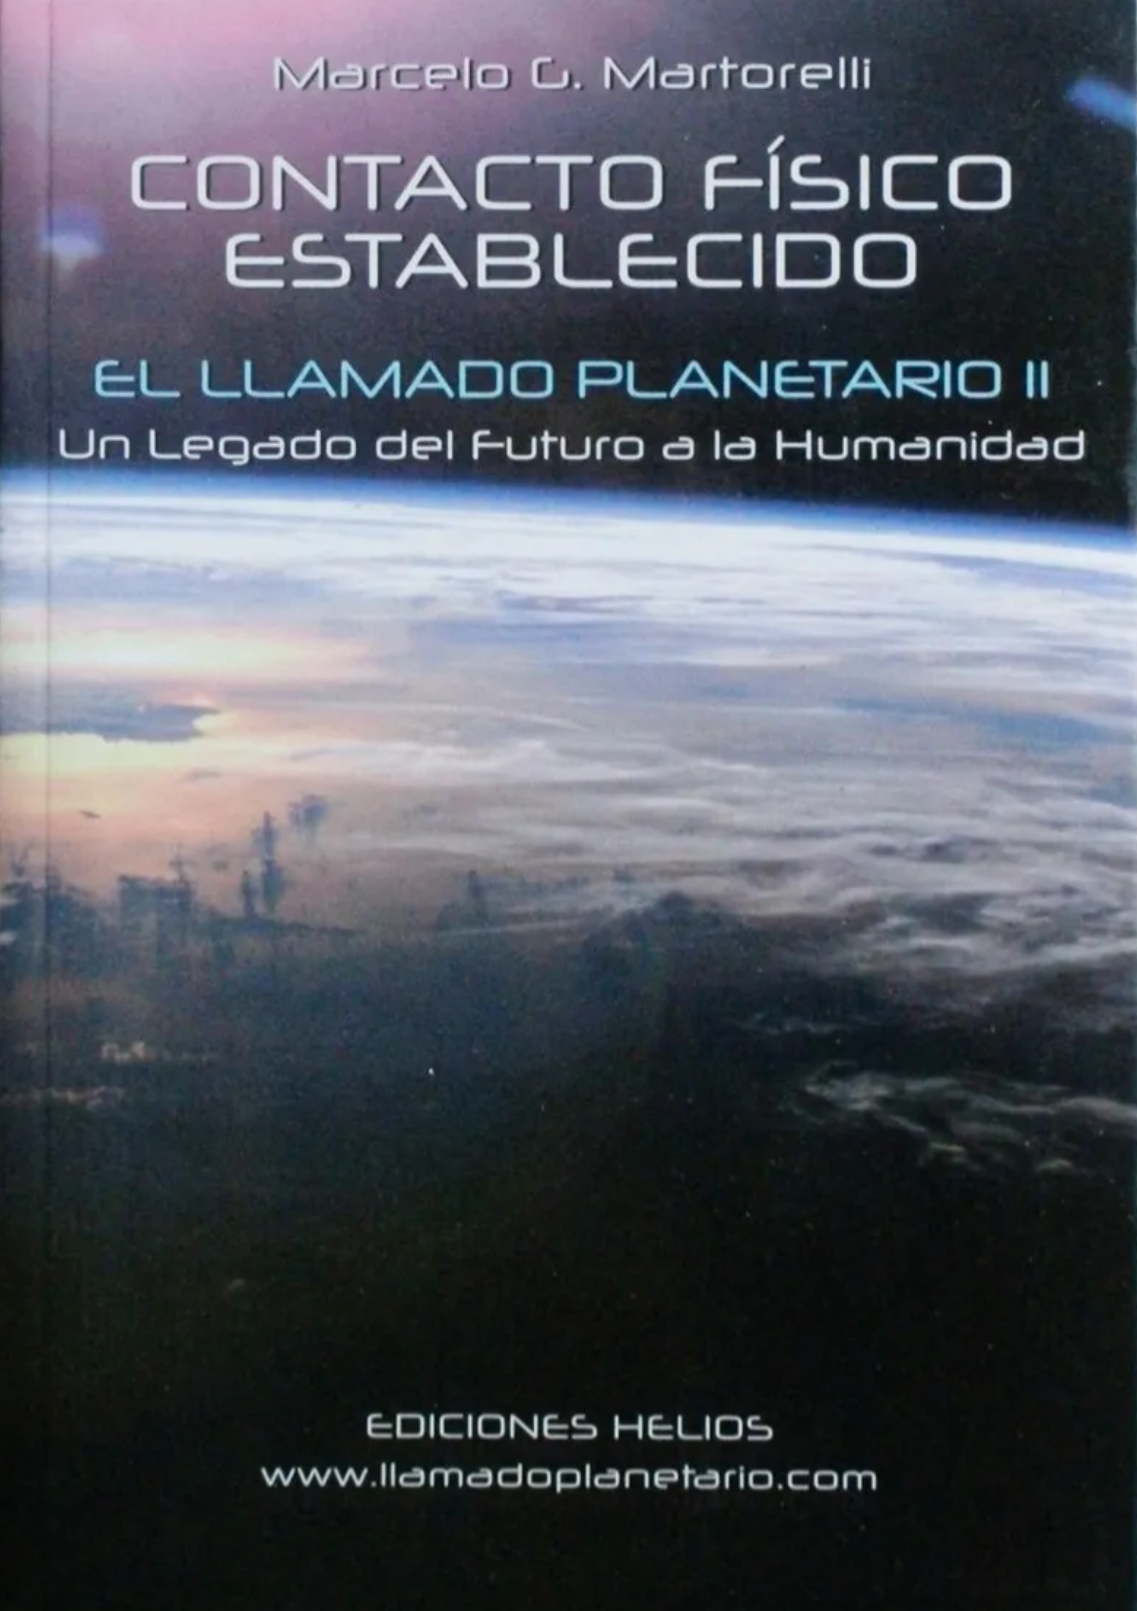 Marcelo G. Martorelli
CONTACTO FÍSICO
ESTABLECIDO
EL LLAMADO PLANETARIO II
Un Legado del Futuro a la Humanidad
EDICIONES HELIOS
www.llamadoplanetario.com